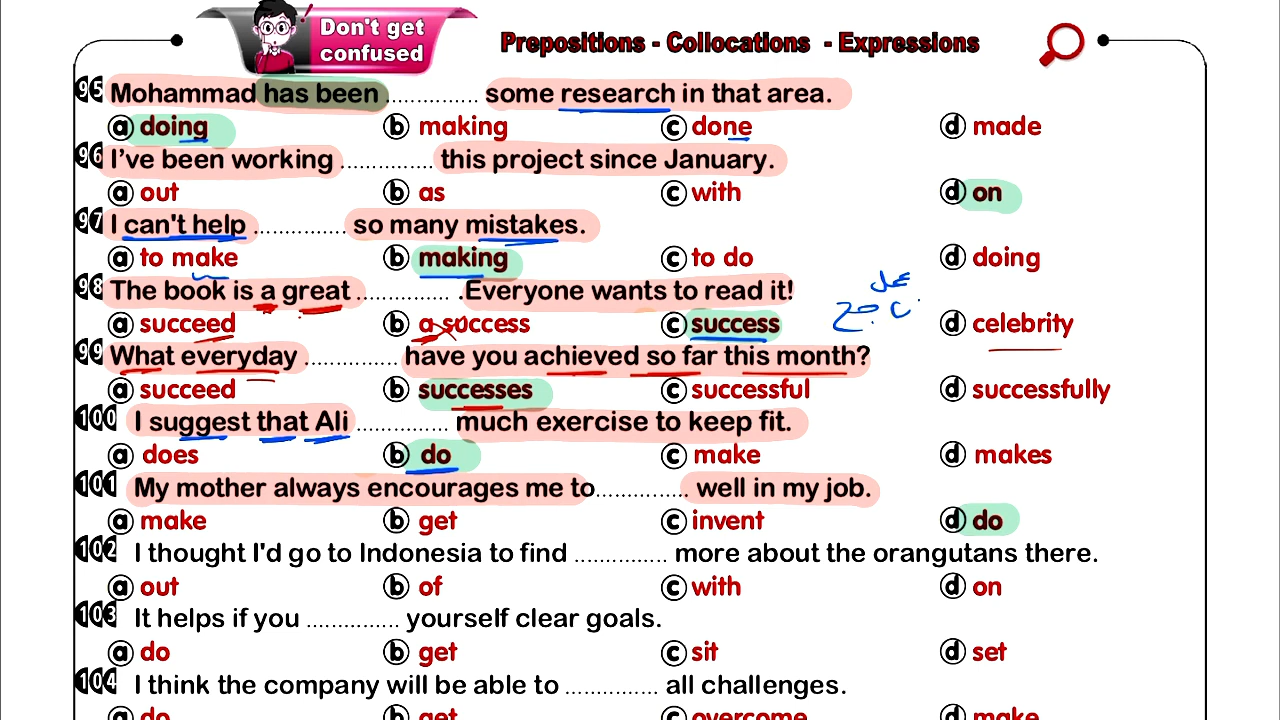 Don't get
confused
Prepositions - Collocations - Expressions
95 Mohammad has been .............. some research in that area.
a doing b making c done d made
96 I've been working .............. this project since January.
a out b as c with d on
97 I can't help .............. so many mistakes.
a to make b making c to do d doing
98 The book is a great .............. .Everyone wants to read it!
a succeed b a success c success d celebrity
99 What everyday .............. have you achieved so far this month?
a succeed b successes c successful d successfully
100 I suggest that Ali .............. much exercise to keep fit.
a does b do c make d makes
101 My mother always encourages me to.............. well in my job.
a make b get c invent d do
102 I thought I'd go to Indonesia to find .............. more about the orangutans there.
a out b of c with d on
103 It helps if you .............. yourself clear goals.
a do b get c sit d set
104 I think the company will be able to .............. all challenges.
a do b get c overcome d make